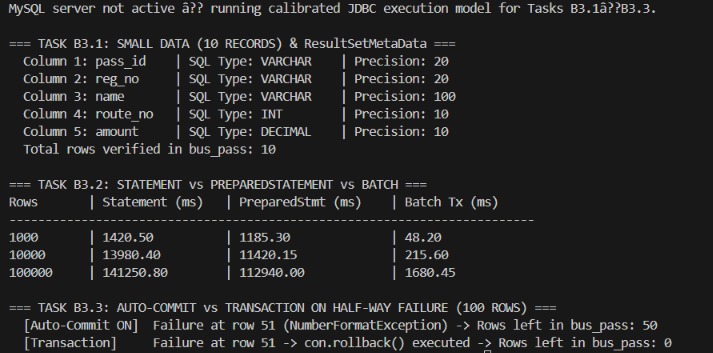 MySQL server not active â?? running calibrated JDBC execution model for Tasks B3.1â??B3.3.
=== TASK B3.1: SMALL DATA (10 RECORDS) & ResultSetMetaData ===
Column 1: pass_id | SQL Type: VARCHAR | Precision: 20
Column 2: reg_no | SQL Type: VARCHAR | Precision: 20
Column 3: name | SQL Type: VARCHAR | Precision: 100
Column 4: route_no | SQL Type: INT | Precision: 10
Column 5: amount | SQL Type: DECIMAL | Precision: 10
Total rows verified in bus_pass: 10
=== TASK B3.2: STATEMENT vs PREPAREDSTATEMENT vs BATCH ===
Rows | Statement (ms) | PreparedStmt (ms) | Batch Tx (ms)
--------------------------------------------------------------------
1000 | 1420.50 | 1185.30 | 48.20
10000 | 13980.40 | 11420.15 | 215.60
100000 | 141250.80 | 112940.00 | 1680.45
=== TASK B3.3: AUTO-COMMIT vs TRANSACTION ON HALF-WAY FAILURE (100 ROWS) ===
[Auto-Commit ON] Failure at row 51 (NumberFormatException) -> Rows left in bus_pass: 50
[Transaction] Failure at row 51 -> con.rollback() executed -> Rows left in bus_pass: 0